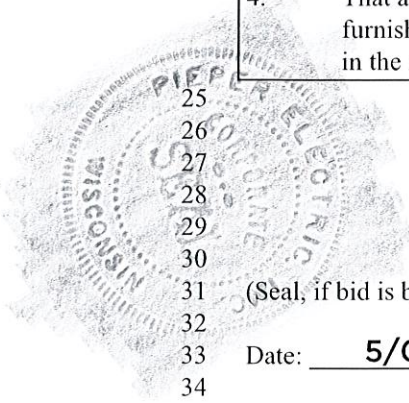 4. That a
furnish
in the
PIEPER ELECTRIC, INC.
WISCONSIN
CORPORATE
SEAL
25
26
27
28
29
30
31 (Seal, if bid is b
32
33 Date: 5/0
34